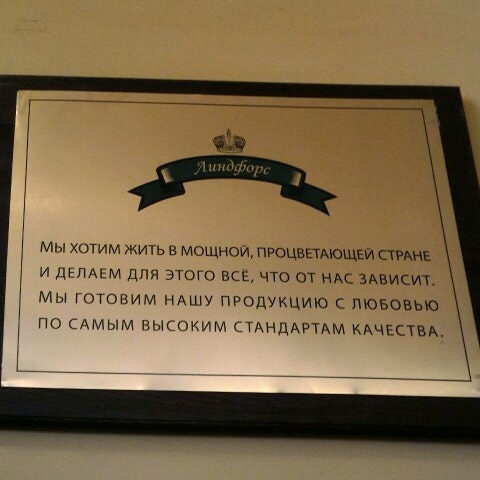 Линдфорс
Мы хотим жить в мощной, процветающей стране
и делаем для этого всё, что от нас зависит.
Мы готовим нашу продукцию с любовью
по самым высоким стандартам качества.